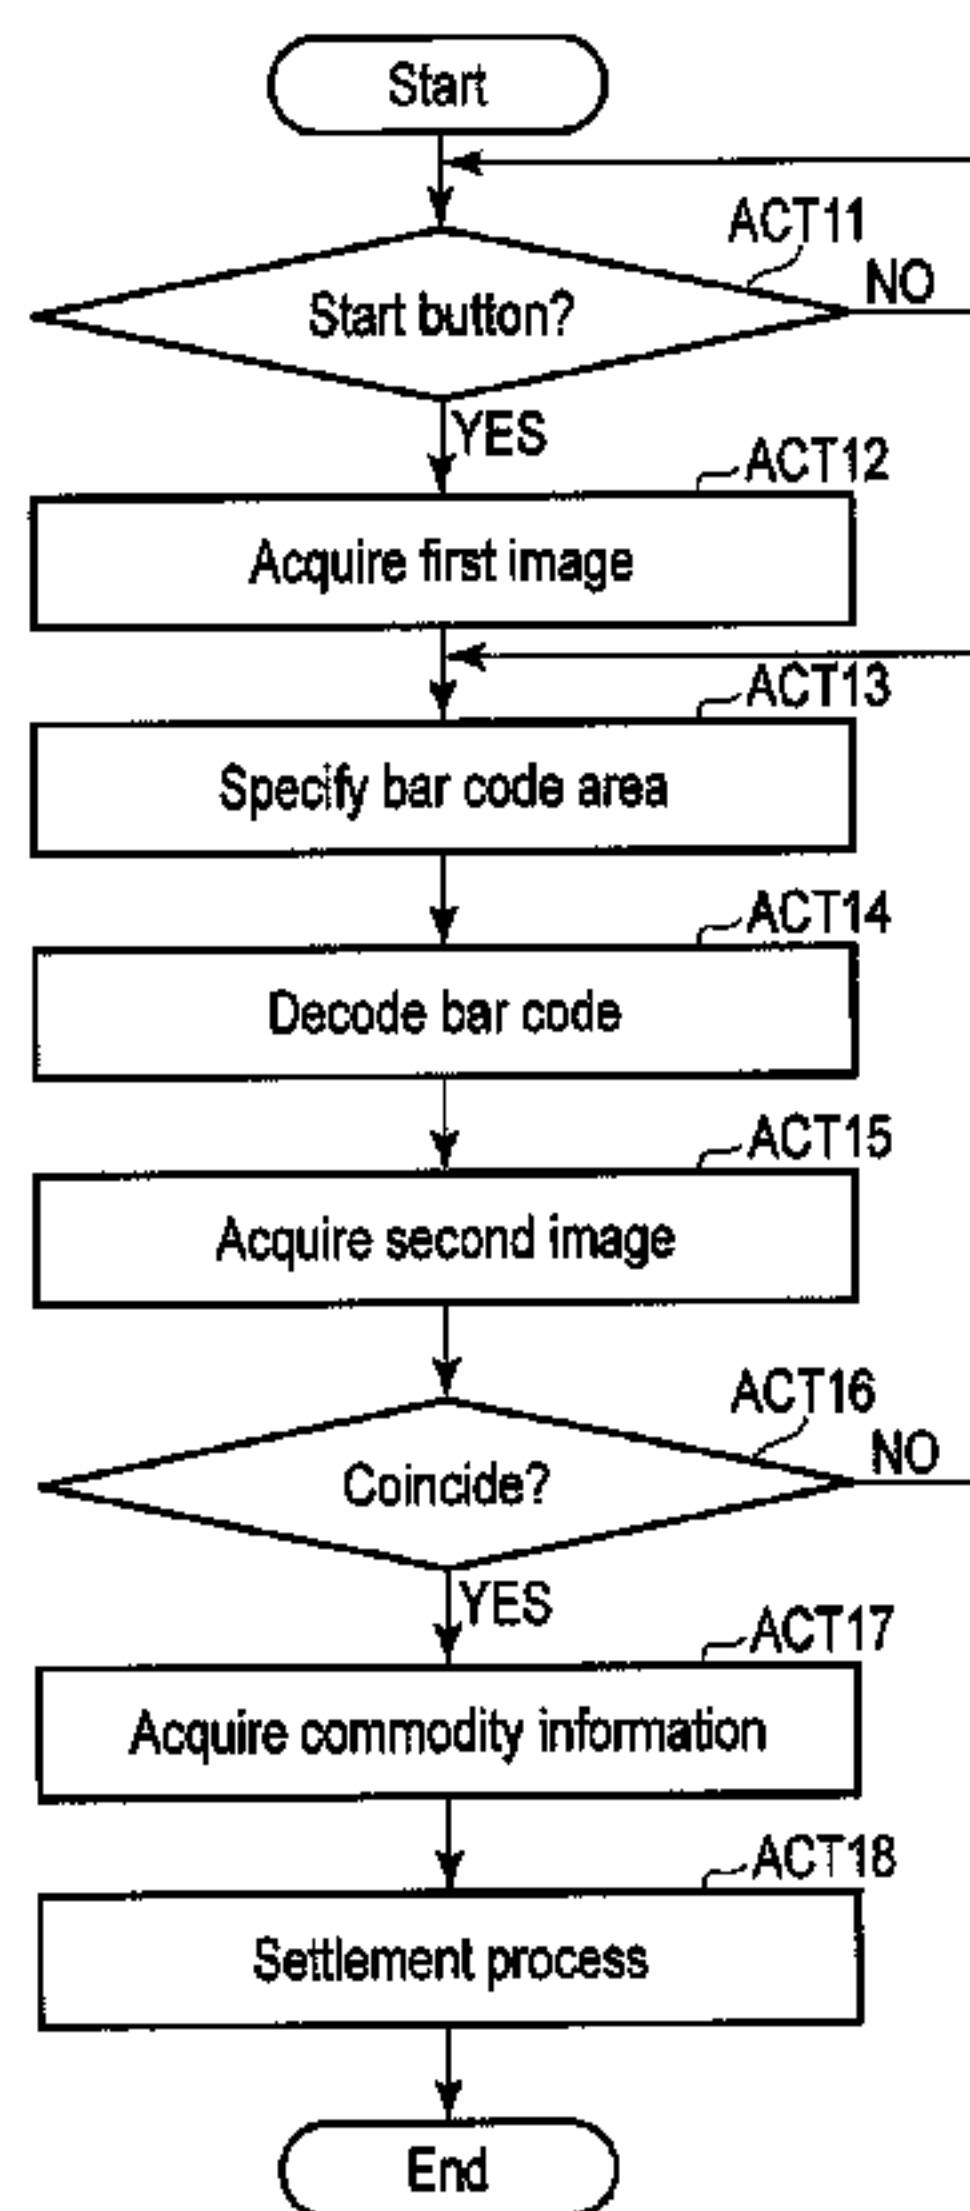 Start
ACT11
Start button?
NO
YES
ACT12
Acquire first image
ACT13
Specify bar code area
ACT14
Decode bar code
ACT15
Acquire second image
ACT16
Coincide?
NO
YES
ACT17
Acquire commodity information
ACT18
Settlement process
End